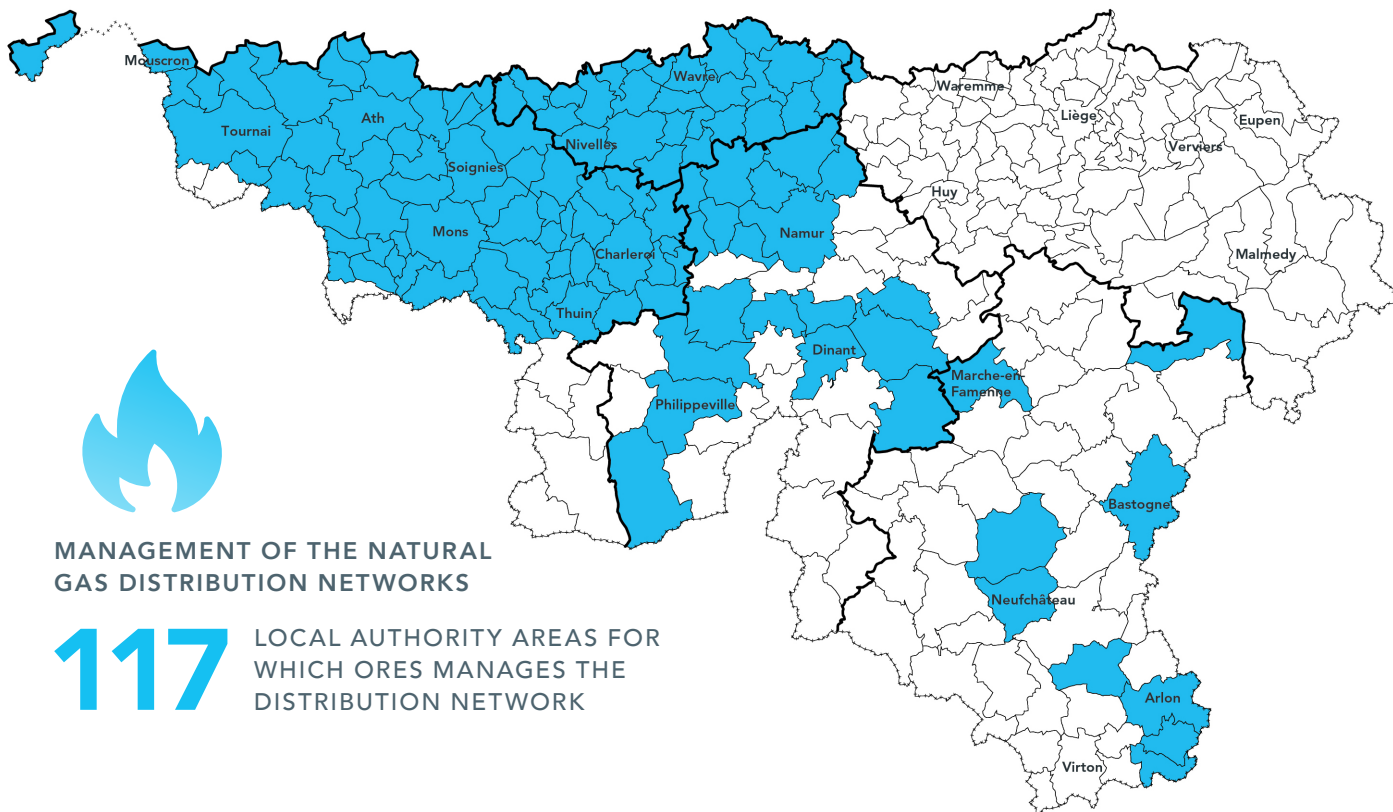 Mouscron
Wavre
Waremme
Ath
Liège
Eupen
Tournai
Nivelles
Verviers
Soignies
Huy
Mons
Namur
Charleroi
Malmedy
Thuin
Dinant
Marche-en-
Famenne
Philippeville
Bastogne
MANAGEMENT OF THE NATURAL
GAS DISTRIBUTION NETWORKS
Neufchâteau
117
LOCAL AUTHORITY AREAS FOR
WHICH ORES MANAGES THE
DISTRIBUTION NETWORK
Arlon
Virton